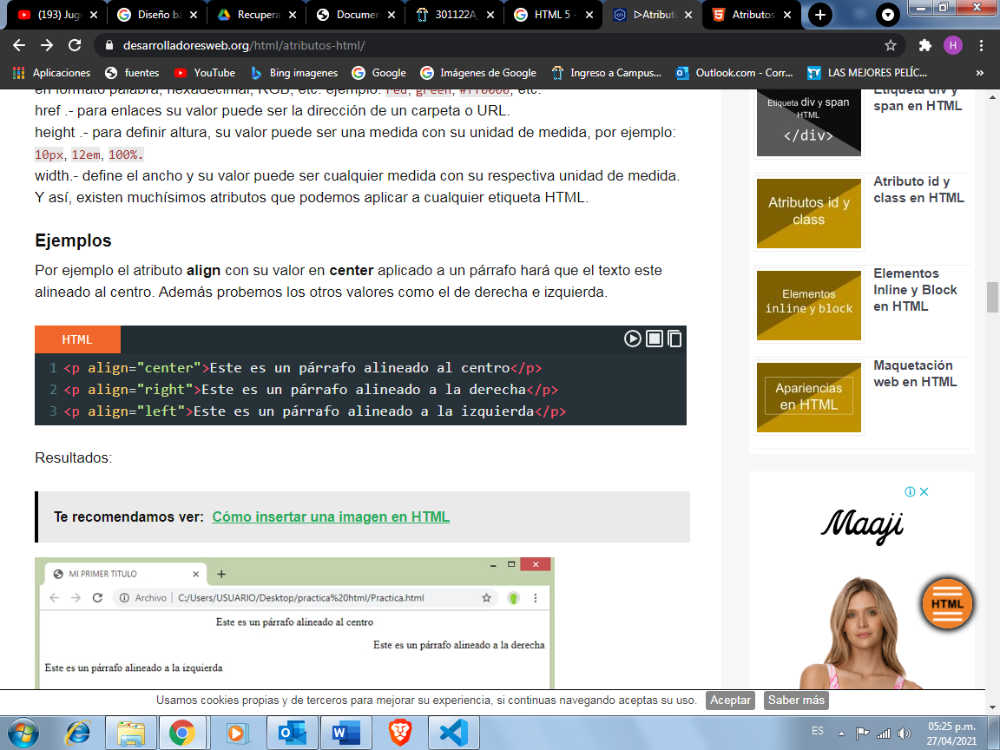 (193) Jug
Diseño bá
Recupera
Documen
301122A_
HTML 5 -
▷Atributo
Atributos
desarrolladoresweb.org/html/atributos-html/
H
Aplicaciones
fuentes
YouTube
Bing imagenes
Google
Imágenes de Google
Ingreso a Campus...
Outlook.com - Corr...
LAS MEJORES PELÍC...
»
en formato palabra, hexadecimal, RGB, etc. ejemplo: red, green, #ff0000, etc.
href .- para enlaces su valor puede ser la dirección de un carpeta o URL.
height .- para definir altura, su valor puede ser una medida con su unidad de medida, por ejemplo:
10px, 12em, 100%.
width.- define el ancho y su valor puede ser cualquier medida con su respectiva unidad de medida.
Y así, existen muchísimos atributos que podemos aplicar a cualquier etiqueta HTML.
Ejemplos
Por ejemplo el atributo align con su valor en center aplicado a un párrafo hará que el texto este
alineado al centro. Además probemos los otros valores como el de derecha e izquierda.
HTML
1 <p align="center">Este es un párrafo alineado al centro</p>
2 <p align="right">Este es un párrafo alineado a la derecha</p>
3 <p align="left">Este es un párrafo alineado a la izquierda</p>
Resultados:
Te recomendamos ver: Cómo insertar una imagen en HTML
MI PRIMER TITULO
Archivo | C:/Users/USUARIO/Desktop/practica%20html/Practica.html
Este es un párrafo alineado al centro
Este es un párrafo alineado a la derecha
Este es un párrafo alineado a la izquierda
Etiqueta div y span
HTML
</div>
Etiqueta div y
span en HTML
Atributos id y
class
Atributo id y
class en HTML
Elementos
inline y block
Elementos
Inline y Block
en HTML
Apariencias
en HTML
Maquetación
web en HTML
Maaji
HTML
Usamos cookies propias y de terceros para mejorar su experiencia, si continuas navegando aceptas su uso.
Aceptar
Saber más
ES
05:25 p.m.
27/04/2021